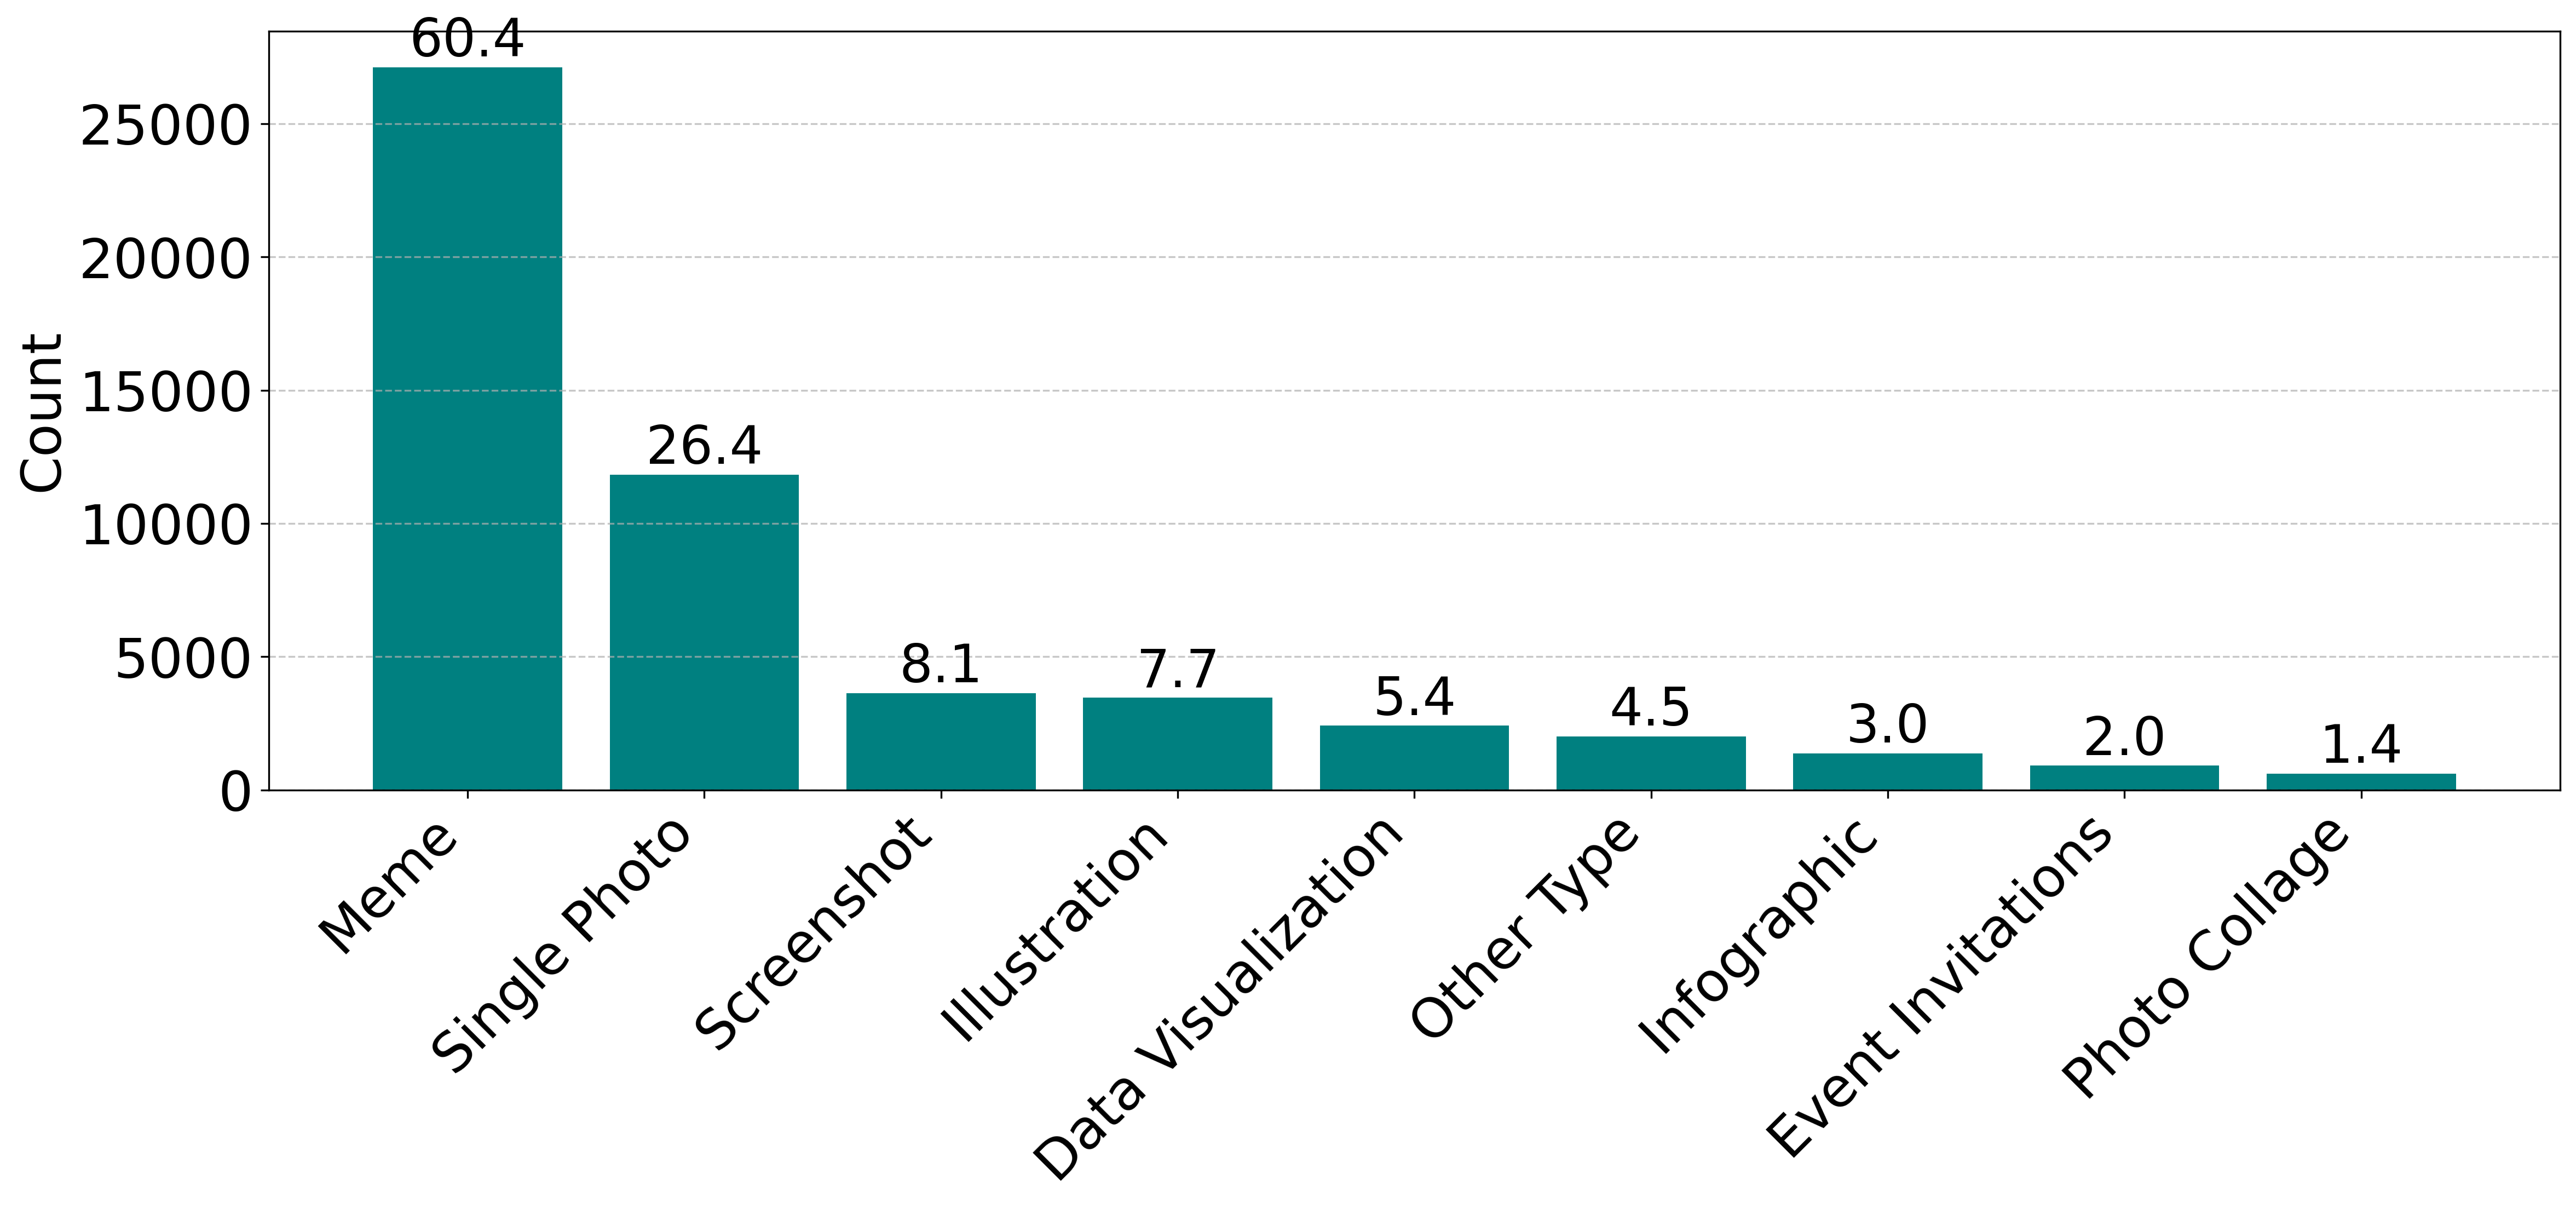 Count
25000
20000
15000
10000
5000
0
60.4
26.4
8.1
7.7
5.4
4.5
3.0
2.0
1.4
Meme
Single Photo
Screenshot
Illustration
Data Visualization
Other Type
Infographic
Event Invitations
Photo Collage